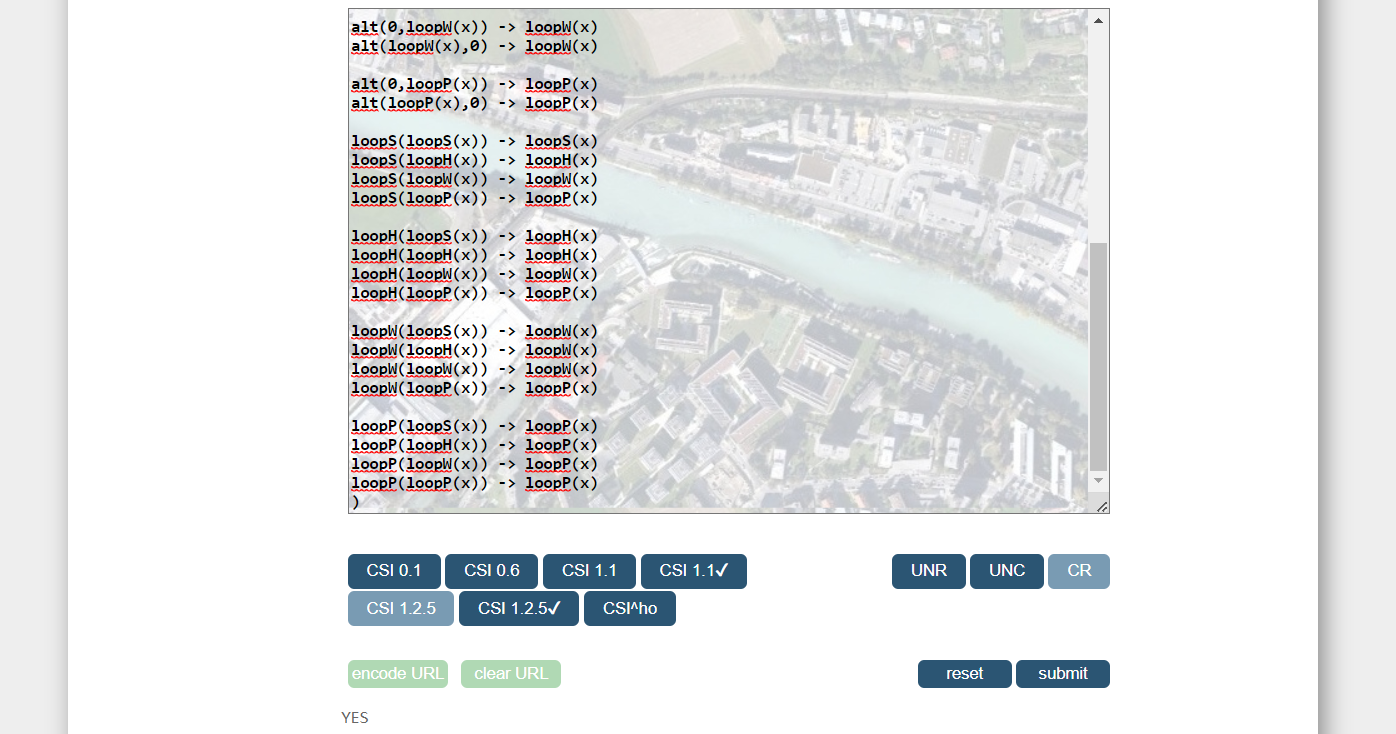 alt(0,loopW(x)) -> loopW(x)
alt(loopW(x),0) -> loopW(x)
alt(0,loopP(x)) -> loopP(x)
alt(loopP(x),0) -> loopP(x)
loopS(loopS(x)) -> loopS(x)
loopS(loopH(x)) -> loopH(x)
loopS(loopW(x)) -> loopW(x)
loopS(loopP(x)) -> loopP(x)
loopH(loopS(x)) -> loopH(x)
loopH(loopH(x)) -> loopH(x)
loopH(loopW(x)) -> loopW(x)
loopH(loopP(x)) -> loopP(x)
loopW(loopS(x)) -> loopW(x)
loopW(loopH(x)) -> loopW(x)
loopW(loopW(x)) -> loopW(x)
loopW(loopP(x)) -> loopP(x)
loopP(loopS(x)) -> loopP(x)
loopP(loopH(x)) -> loopP(x)
loopP(loopW(x)) -> loopP(x)
loopP(loopP(x)) -> loopP(x)
)
CSI 0.1 CSI 0.6 CSI 1.1 CSI 1.1✓ UNR UNC CR
CSI 1.2.5 CSI 1.2.5✓ CSI^ho
encode URL clear URL reset submit
YES